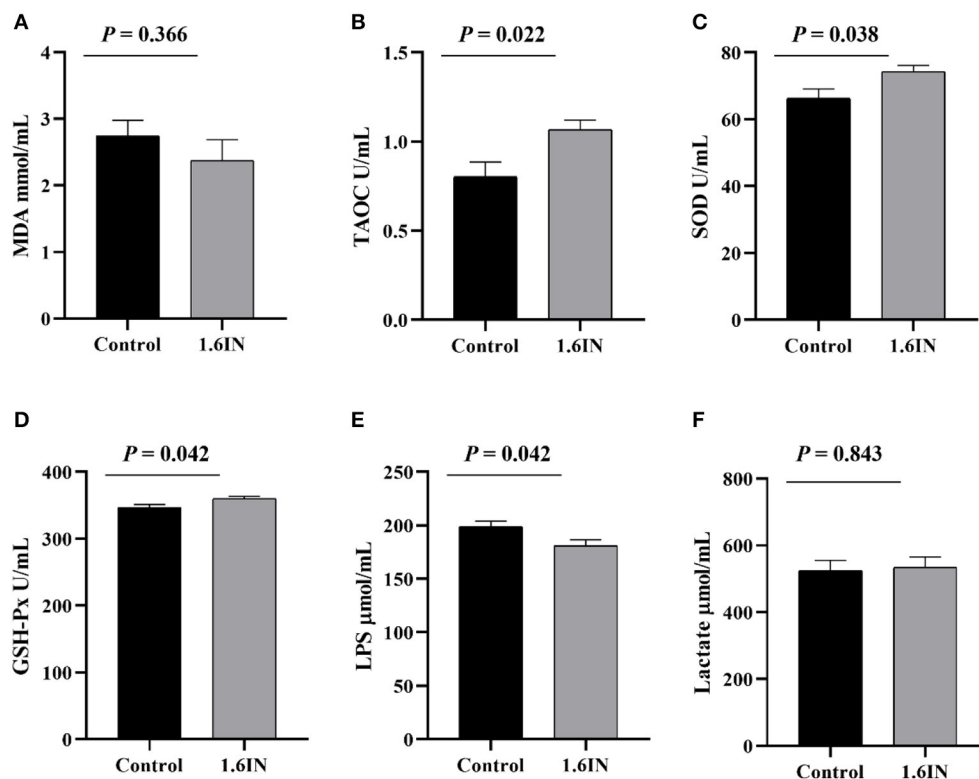 A
P = 0.366
MDA mmol/mL
4
3
2
1
0
Control
1.6IN
B
P = 0.022
TAOC U/mL
1.5
1.0
0.5
0.0
Control
1.6IN
C
P = 0.038
SOD U/mL
80
60
40
20
0
Control
1.6IN
D
P = 0.042
GSH-Px U/mL
400
300
200
100
0
Control
1.6IN
E
P = 0.042
LPS μmol/mL
250
200
150
100
50
0
Control
1.6IN
F
P = 0.843
Lactate μmol/mL
800
600
400
200
0
Control
1.6IN